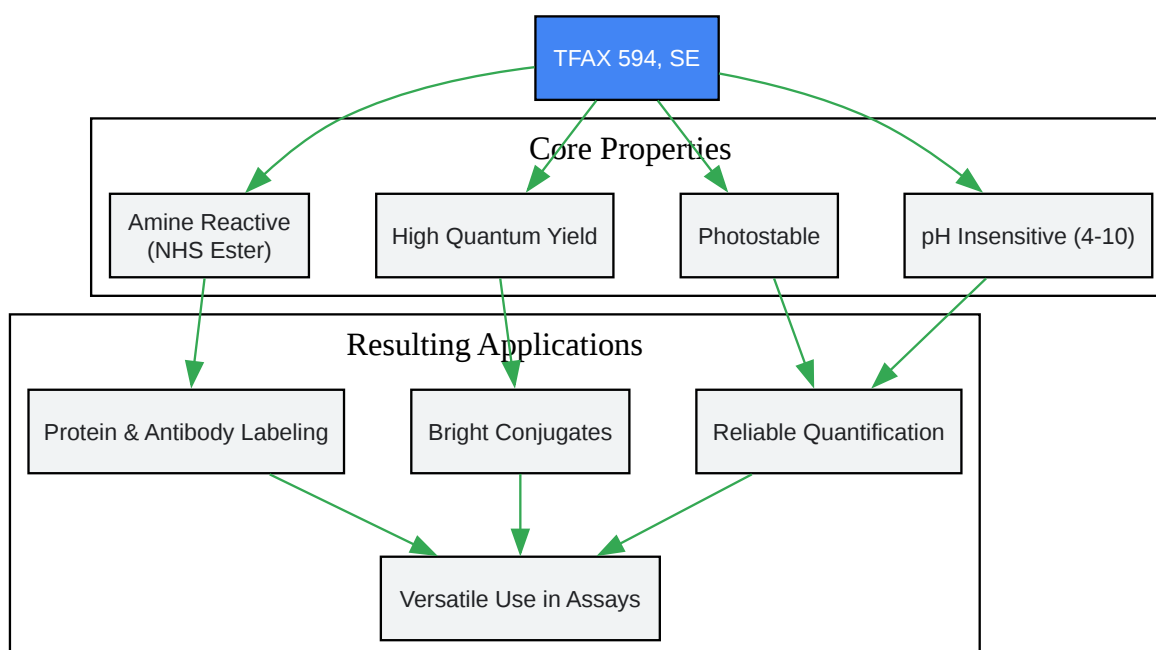 TFAX 594, SE
Core Properties
Amine Reactive
(NHS Ester)
High Quantum Yield
Photostable
pH Insensitive (4-10)
Resulting Applications
Protein & Antibody Labeling
Bright Conjugates
Reliable Quantification
Versatile Use in Assays